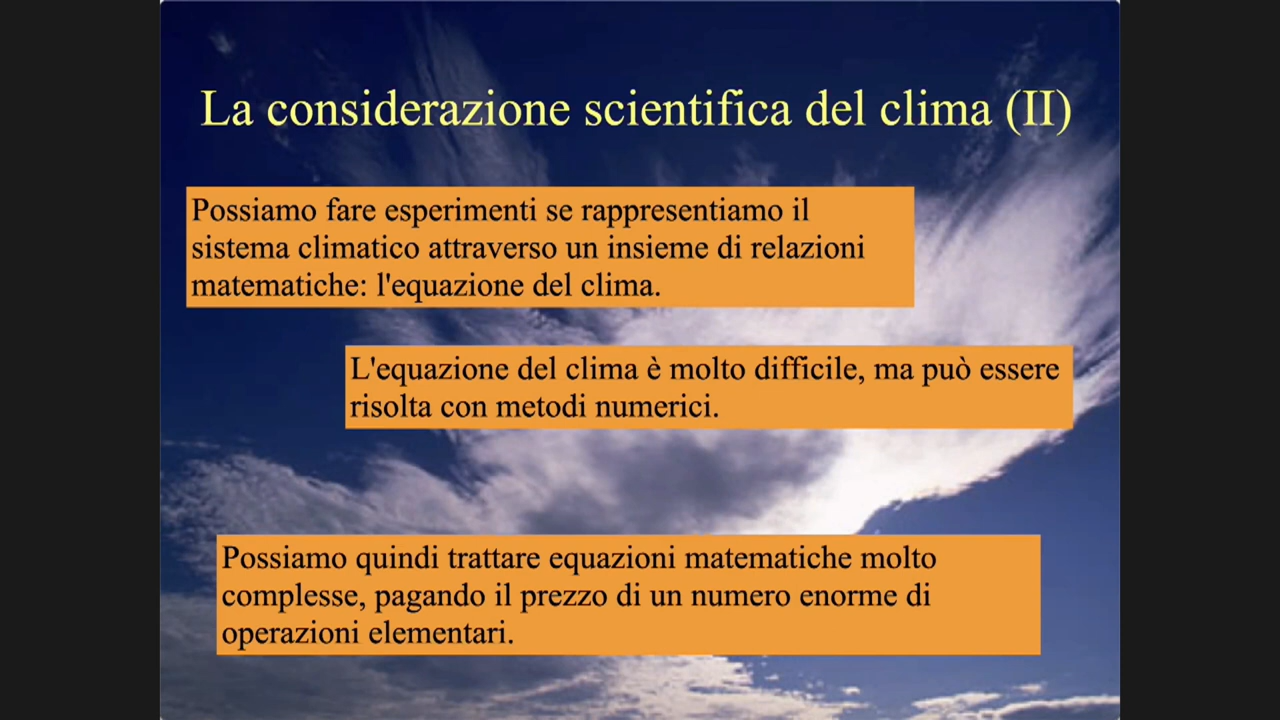 La considerazione scientifica del clima (II)
Possiamo fare esperimenti se rappresentiamo il
sistema climatico attraverso un insieme di relazioni
matematiche: l'equazione del clima.
L'equazione del clima è molto difficile, ma può essere
risolta con metodi numerici.
Possiamo quindi trattare equazioni matematiche molto
complesse, pagando il prezzo di un numero enorme di
operazioni elementari.